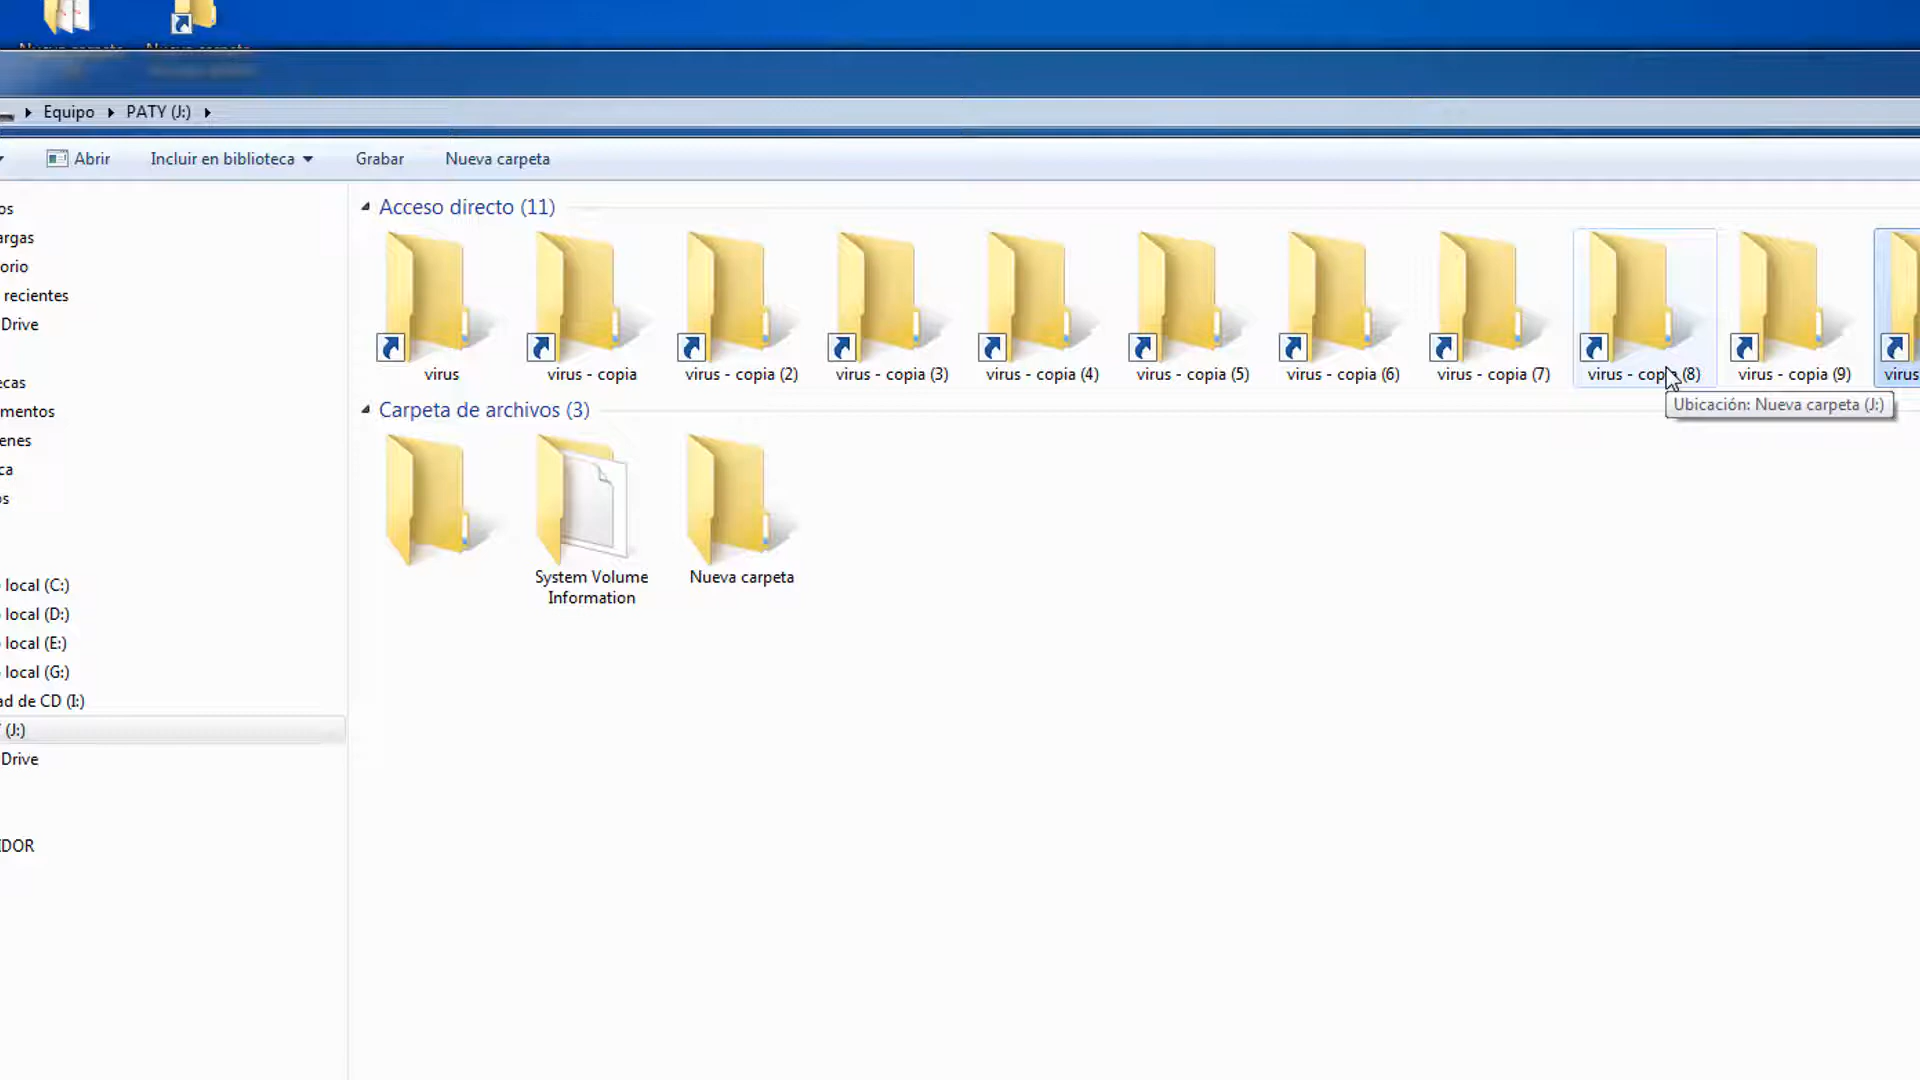 Equipo
PATY (J:)
Abrir
Incluir en biblioteca
Grabar
Nueva carpeta
os
argas
orio
recientes
Drive
ecas
mentos
enes
ca
os
local (C:)
local (D:)
local (E:)
local (G:)
ad de CD (I:)
(J:)
Drive
IDOR
Acceso directo (11)
virus
virus - copia
virus - copia (2)
virus - copia (3)
virus - copia (4)
virus - copia (5)
virus - copia (6)
virus - copia (7)
virus - copia (8)
virus - copia (9)
virus
Ubicación: Nueva carpeta (J:)
Carpeta de archivos (3)
System Volume
Information
Nueva carpeta